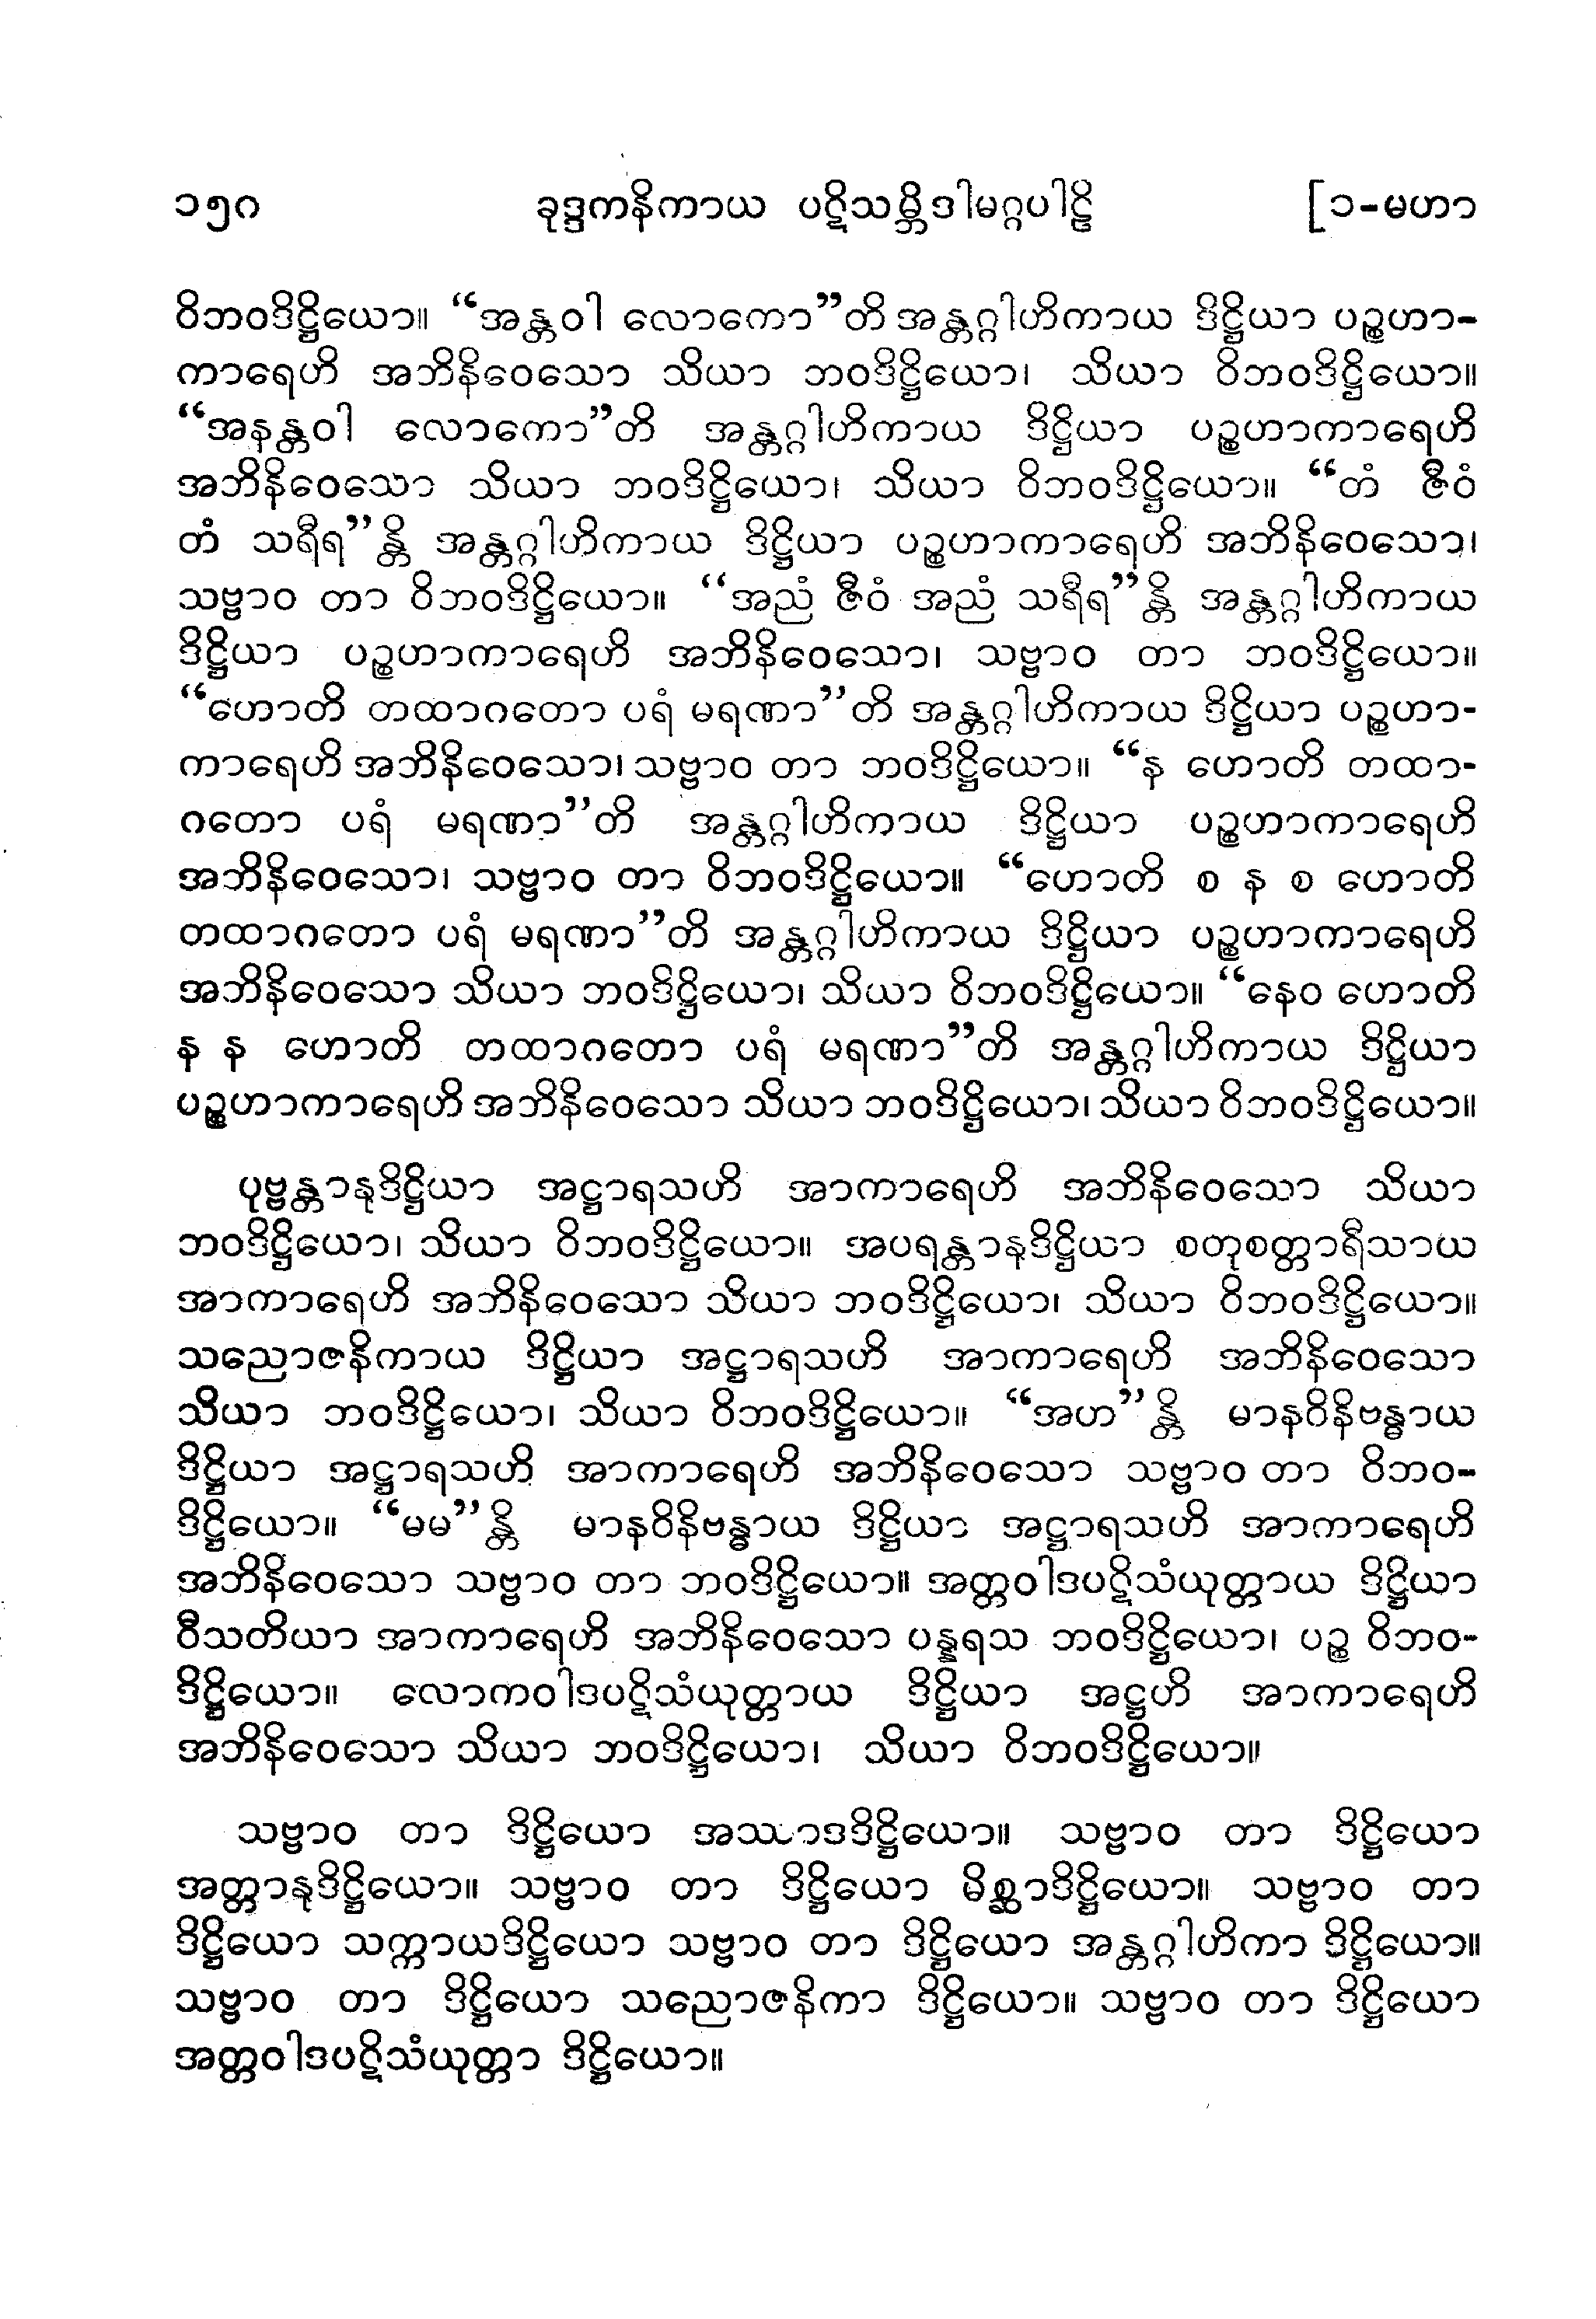 ၁၅၈ ခုဒ္ဒကနိကာယ ပဋိသမ္ဘိဒါမဂ္ဂပါဠိ [၁-မဟာ
ဝိဘဝဒိဋ္ဌိယော။ “အန္တဝါ လောကော”တိ အန္တဂ္ဂါဟိကာယ ဒိဋ္ဌိယာ ပဉ္စဟာ-
ကာရေဟိ အဘိနိဝေသော သိယာ ဘဝဒိဋ္ဌိယော၊ သိယာ ဝိဘဝဒိဋ္ဌိယော။
“အနန္တဝါ လောကော”တိ အန္တဂ္ဂါဟိကာယ ဒိဋ္ဌိယာ ပဉ္စဟာကာရေဟိ
အဘိနိဝေသော သိယာ ဘဝဒိဋ္ဌိယော၊ သိယာ ဝိဘဝဒိဋ္ဌိယော။ “တံ ဇီဝံ
တံ သရီရ”န္တိ အန္တဂ္ဂါဟိကာယ ဒိဋ္ဌိယာ ပဉ္စဟာကာရေဟိ အဘိနိဝေသော၊
သဗ္ဗာဝ တာ ဝိဘဝဒိဋ္ဌိယော။ “အညံ ဇီဝံ အညံ သရီရ”န္တိ အန္တဂ္ဂါဟိကာယ
ဒိဋ္ဌိယာ ပဉ္စဟာကာရေဟိ အဘိနိဝေသော၊ သဗ္ဗာဝ တာ ဘဝဒိဋ္ဌိယော။
“ဟောတိ တထာဂတော ပရံ မရဏာ”တိ အန္တဂ္ဂါဟိကာယ ဒိဋ္ဌိယာ ပဉ္စဟာ-
ကာရေဟိ အဘိနိဝေသော၊ သဗ္ဗာဝ တာ ဘဝဒိဋ္ဌိယော။ “န ဟောတိ တထာ-
ဂတော ပရံ မရဏာ”တိ အန္တဂ္ဂါဟိကာယ ဒိဋ္ဌိယာ ပဉ္စဟာကာရေဟိ
အဘိနိဝေသော၊ သဗ္ဗာဝ တာ ဝိဘဝဒိဋ္ဌိယော။ “ဟောတိ စ န စ ဟောတိ
တထာဂတော ပရံ မရဏာ”တိ အန္တဂ္ဂါဟိကာယ ဒိဋ္ဌိယာ ပဉ္စဟာကာရေဟိ
အဘိနိဝေသော သိယာ ဘဝဒိဋ္ဌိယော၊ သိယာ ဝိဘဝဒိဋ္ဌိယော။ “နေဝ ဟောတိ
န န ဟောတိ တထာဂတော ပရံ မရဏာ”တိ အန္တဂ္ဂါဟိကာယ ဒိဋ္ဌိယာ
ပဉ္စဟာကာရေဟိ အဘိနိဝေသော သိယာ ဘဝဒိဋ္ဌိယော၊ သိယာ ဝိဘဝဒိဋ္ဌိယော။
ပုဗ္ဗန္တာနုဒိဋ္ဌိယာ အဋ္ဌာရသဟိ အာကာရေဟိ အဘိနိဝေသော သိယာ
ဘဝဒိဋ္ဌိယော၊ သိယာ ဝိဘဝဒိဋ္ဌိယော။ အပရန္တာနုဒိဋ္ဌိယာ စတုစတ္တာရီသာယ
အာကာရေဟိ အဘိနိဝေသော သိယာ ဘဝဒိဋ္ဌိယော၊ သိယာ ဝိဘဝဒိဋ္ဌိယော။
သညောဇနိကာယ ဒိဋ္ဌိယာ အဋ္ဌာရသဟိ အာကာရေဟိ အဘိနိဝေသော
သိယာ ဘဝဒိဋ္ဌိယော၊ သိယာ ဝိဘဝဒိဋ္ဌိယော။ “အဟ”န္တိ မာနဝိနိဗန္ဓာယ
ဒိဋ္ဌိယာ အဋ္ဌာရသဟိ အာကာရေဟိ အဘိနိဝေသော သဗ္ဗာဝ တာ ဝိဘဝ-
ဒိဋ္ဌိယော။ “မမ”န္တိ မာနဝိနိဗန္ဓာယ ဒိဋ္ဌိယာ အဋ္ဌာရသဟိ အာကာရေဟိ
အဘိနိဝေသော သဗ္ဗာဝ တာ ဘဝဒိဋ္ဌိယော။ အတ္တဝါဒပဋိသံယုတ္တာယ ဒိဋ္ဌိယာ
ဝီသတိယာ အာကာရေဟိ အဘိနိဝေသော ပန္နရသ ဘဝဒိဋ္ဌိယော၊ ပဉ္စ ဝိဘဝ-
ဒိဋ္ဌိယော။ လောကဝါဒပဋိသံယုတ္တာယ ဒိဋ္ဌိယာ အဋ္ဌဟိ အာကာရေဟိ
အဘိနိဝေသော သိယာ ဘဝဒိဋ္ဌိယော၊ သိယာ ဝိဘဝဒိဋ္ဌိယော။
သဗ္ဗာဝ တာ ဒိဋ္ဌိယော အဿာဒဒိဋ္ဌိယော။ သဗ္ဗာဝ တာ ဒိဋ္ဌိယော
အတ္တာနုဒိဋ္ဌိယော။ သဗ္ဗာဝ တာ ဒိဋ္ဌိယော မိစ္ဆာဒိဋ္ဌိယော။ သဗ္ဗာဝ တာ
ဒိဋ္ဌိယော သက္ကာယဒိဋ္ဌိယော သဗ္ဗာဝ တာ ဒိဋ္ဌိယော အန္တဂ္ဂါဟိကာ ဒိဋ္ဌိယော။
သဗ္ဗာဝ တာ ဒိဋ္ဌိယော သညောဇနိကာ ဒိဋ္ဌိယော။ သဗ္ဗာဝ တာ ဒိဋ္ဌိယော
အတ္တဝါဒပဋိသံယုတ္တာ ဒိဋ္ဌိယော။